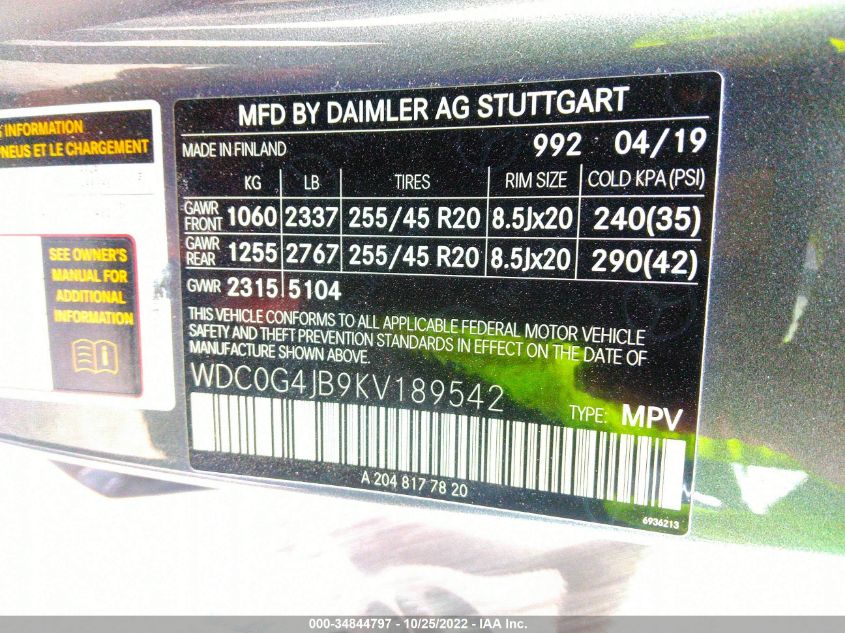 S INFORMATION
PNEUS ET LE CHARGEMENT
SEE OWNER'S
MANUAL FOR
ADDITIONAL
INFORMATION
MFD BY DAIMLER AG STUTTGART
MADE IN FINLAND 992 04/19
KG LB TIRES RIM SIZE COLD KPA (PSI)
GAWR FRONT 1060 2337 255/45 R20 8.5Jx20 240(35)
GAWR REAR 1255 2767 255/45 R20 8.5Jx20 290(42)
GVWR 2315 5104
THIS VEHICLE CONFORMS TO ALL APPLICABLE FEDERAL MOTOR VEHICLE
SAFETY AND THEFT PREVENTION STANDARDS IN EFFECT ON THE DATE OF
MANUFACTURE SHOWN ABOVE.
WDC0G4JB9KV189542 TYPE: MPV
A 204 817 78 20
6936213
000-34844797 - 10/25/2022 - IAA Inc.